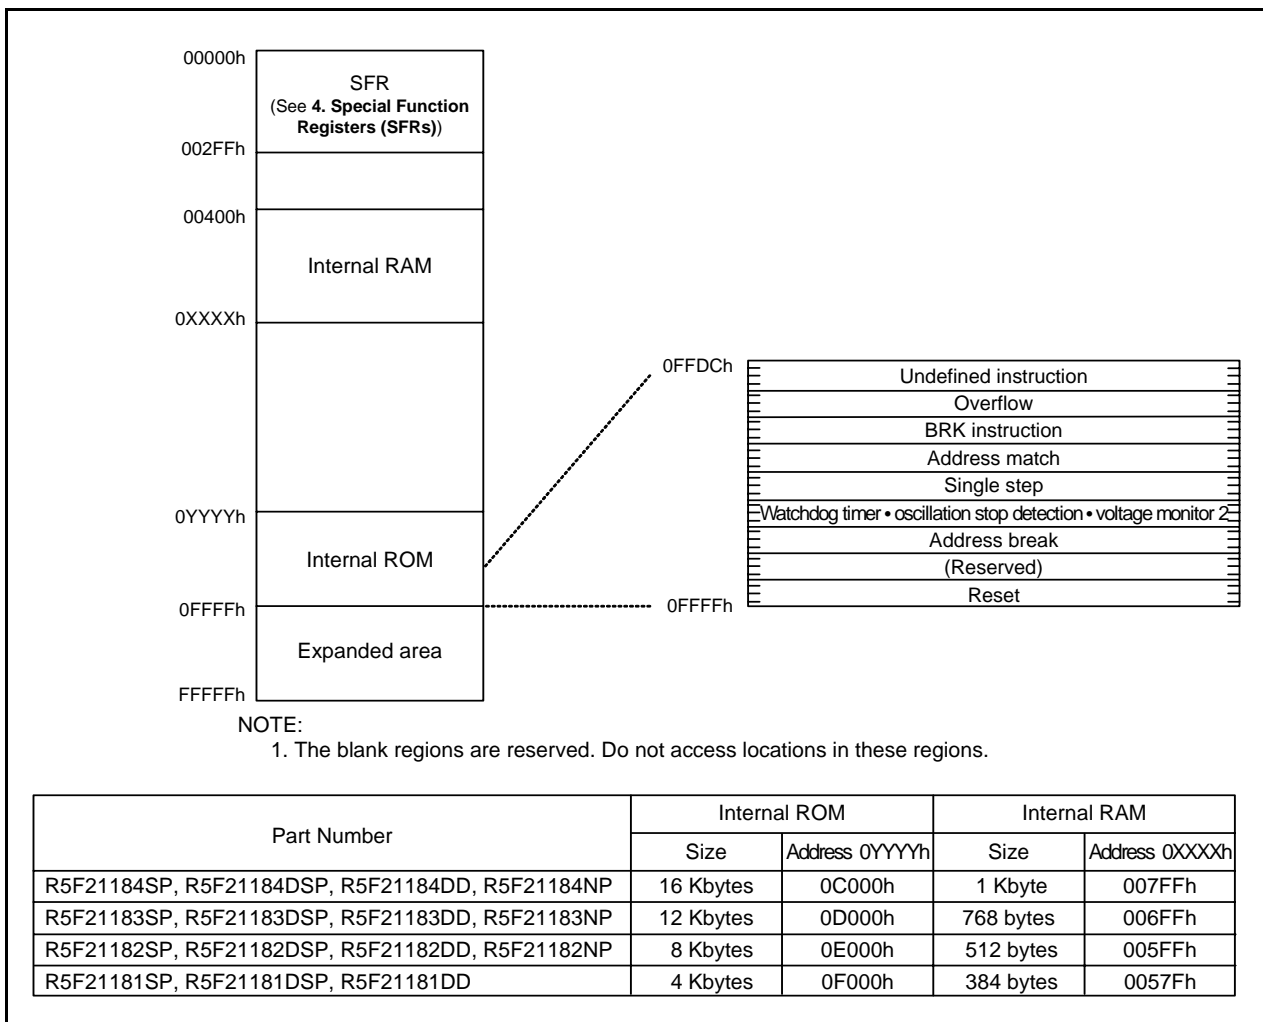 00000h
SFR
(See 4. Special Function
Registers (SFRs))
002FFh
00400h
Internal RAM
0XXXXh
0YYYYh
Internal ROM
0FFFFh
Expanded area
FFFFFh
0FFDCh
Undefined instruction
Overflow
BRK instruction
Address match
Single step
Watchdog timer • oscillation stop detection • voltage monitor 2
Address break
(Reserved)
0FFFFh
Reset
NOTE:
1. The blank regions are reserved. Do not access locations in these regions.
Part Number Internal ROM Internal RAM
Size Address 0YYYYh Size Address 0XXXXh
R5F21184SP, R5F21184DSP, R5F21184DD, R5F21184NP 16 Kbytes 0C000h 1 Kbyte 007FFh
R5F21183SP, R5F21183DSP, R5F21183DD, R5F21183NP 12 Kbytes 0D000h 768 bytes 006FFh
R5F21182SP, R5F21182DSP, R5F21182DD, R5F21182NP 8 Kbytes 0E000h 512 bytes 005FFh
R5F21181SP, R5F21181DSP, R5F21181DD 4 Kbytes 0F000h 384 bytes 0057Fh